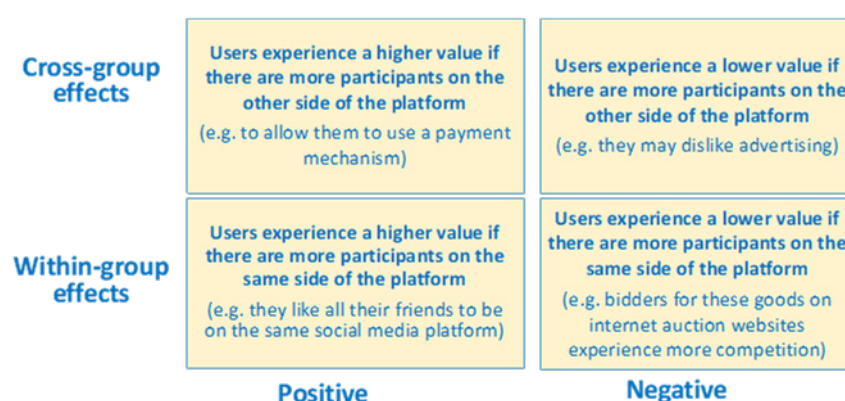 Cross-group
effects
Users experience a higher value if
there are more participants on the
other side of the platform
(e.g. to allow them to use a payment
mechanism)
Users experience a lower value if
there are more participants on the
other side of the platform
(e.g. they may dislike advertising)
Within-group
effects
Users experience a higher value if
there are more participants on the
same side of the platform
(e.g. they like all their friends to be
on the same social media platform)
Users experience a lower value if
there are more participants on the
same side of the platform
(e.g. bidders for these goods on
internet auction websites
experience more competition)
Positive
Negative